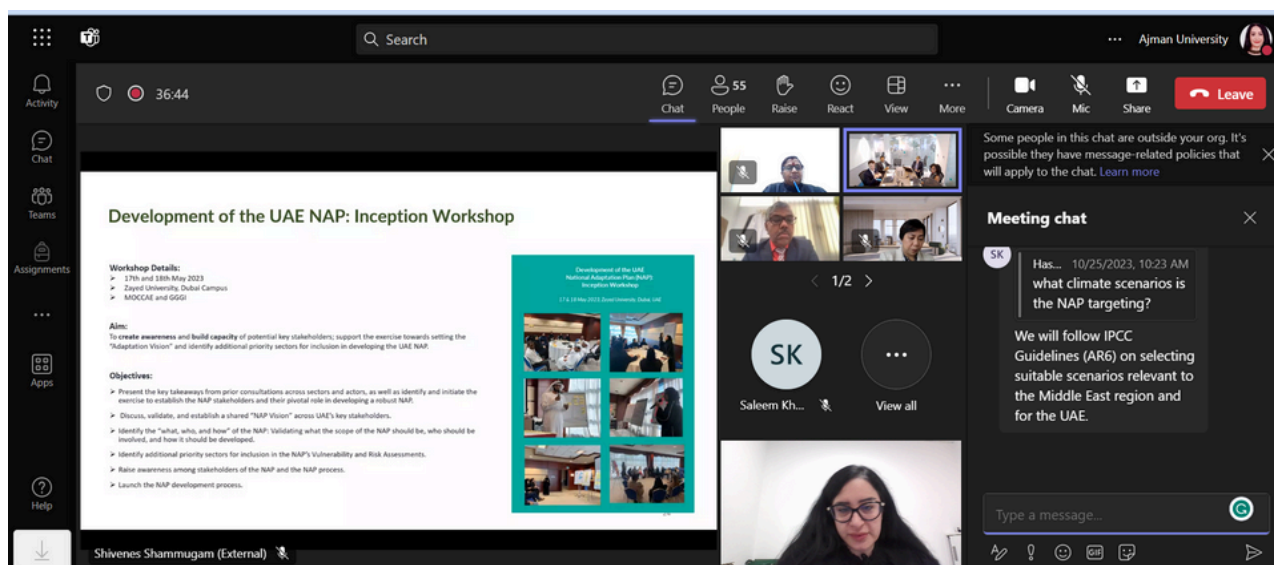 Search
Ajman University
Activity
Chat
Teams
Assignments
Apps
Help
36:44
Chat
55
People
Raise
React
View
More
Camera
Mic
Share
Leave
Development of the UAE NAP: Inception Workshop
Workshop Details:
17th and 18th May 2023
Zayed University, Dubai Campus
MOCCAE and GGGI
Aim:
To create awareness and build capacity of potential key stakeholders; support the exercise towards setting the
"Adaptation Vision" and identify additional priority sectors for inclusion in developing the UAE NAP.
Objectives:
Present the key takeaways from prior consultations across sectors and actors, as well as identify and initiate the
exercise to establish the NAP stakeholders and their pivotal role in developing a robust NAP.
Discuss, validate, and establish a shared "NAP Vision" across UAE's key stakeholders.
Identify the "what, who, and how" of the NAP: Validating what the scope of the NAP should be, who should be
involved, and how it should be developed.
Identify additional priority sectors for inclusion in the NAP's Vulnerability and Risk Assessments.
Raise awareness among stakeholders of the NAP and the NAP process.
Launch the NAP development process.
Development of the UAE
National Adaptation Plan (NAP)
Inception Workshop
17 & 18 May 2023, Zayed University, Dubai, UAE
Shivenes Shammugam (External)
1/2
SK
Saleem Kh...
View all
Some people in this chat are outside your org. It's
possible they have message-related policies that
will apply to the chat. Learn more
Meeting chat
SK
Has... 10/25/2023, 10:23 AM
what climate scenarios is
the NAP targeting?
We will follow IPCC
Guidelines (AR6) on selecting
suitable scenarios relevant to
the Middle East region and
for the UAE.
Type a message...
GIF